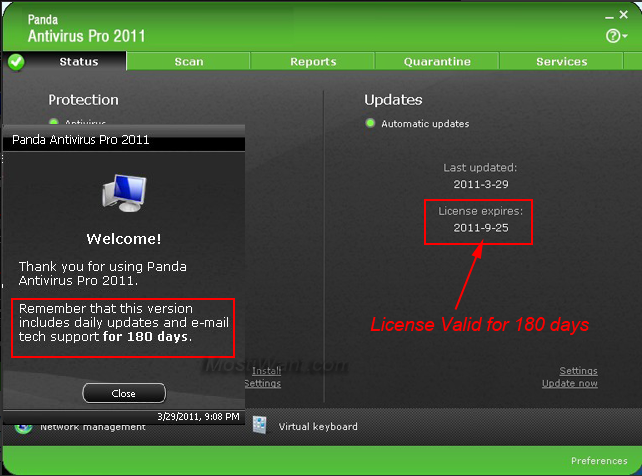 Panda
Antivirus Pro 2011
Status
Scan
Reports
Quarantine
Services
Protection
Antivirus
Updates
Automatic updates
Last updated:
2011-3-29
License expires:
2011-9-25
License Valid for 180 days
Panda Antivirus Pro 2011
Welcome!
Thank you for using Panda
Antivirus Pro 2011.
Remember that this version
includes daily updates and e-mail
tech support for 180 days.
Close
3/29/2011, 9:08 PM
MostiWant.com
Install
Settings
Settings
Update now
Network management
Virtual keyboard
Preferences